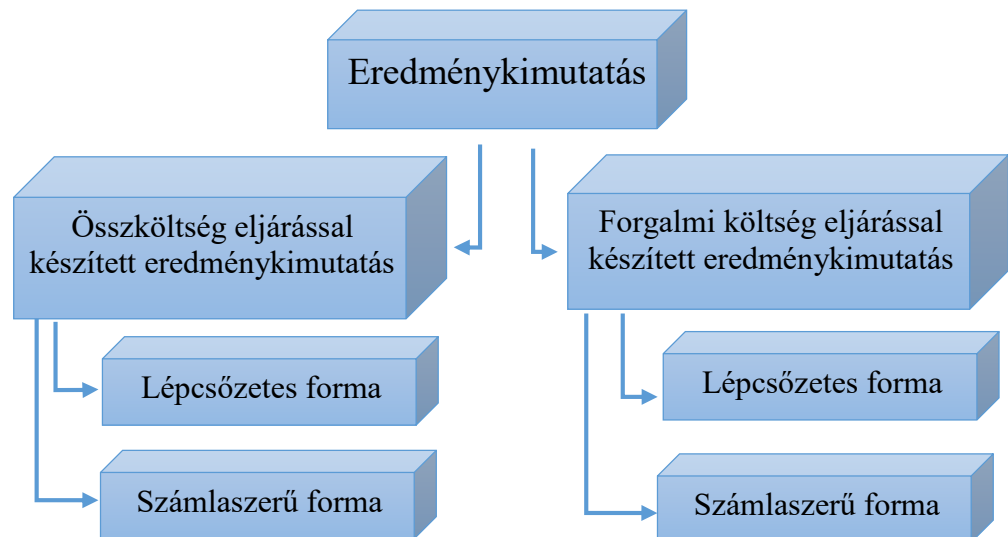 Eredménykimutatás
Összköltség eljárással
készített eredménykimutatás
Lépcsőzetes forma
Számlaszerű forma
Forgalmi költség eljárással
készített eredménykimutatás
Lépcsőzetes forma
Számlaszerű forma